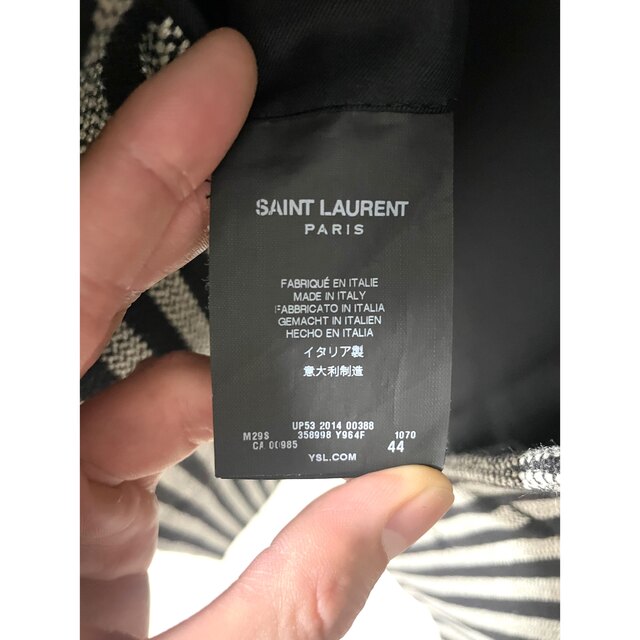 SAINT LAURENT
PARIS
FABRIQUÉ EN ITALIE
MADE IN ITALY
FABBRICATO IN ITALIA
GEMACHT IN ITALIEN
HECHO EN ITALIA
イタリア製
意大利制造
UP53 2014 00388
M29S 358998 Y964F 1070
CA 00985 44
YSL.COM